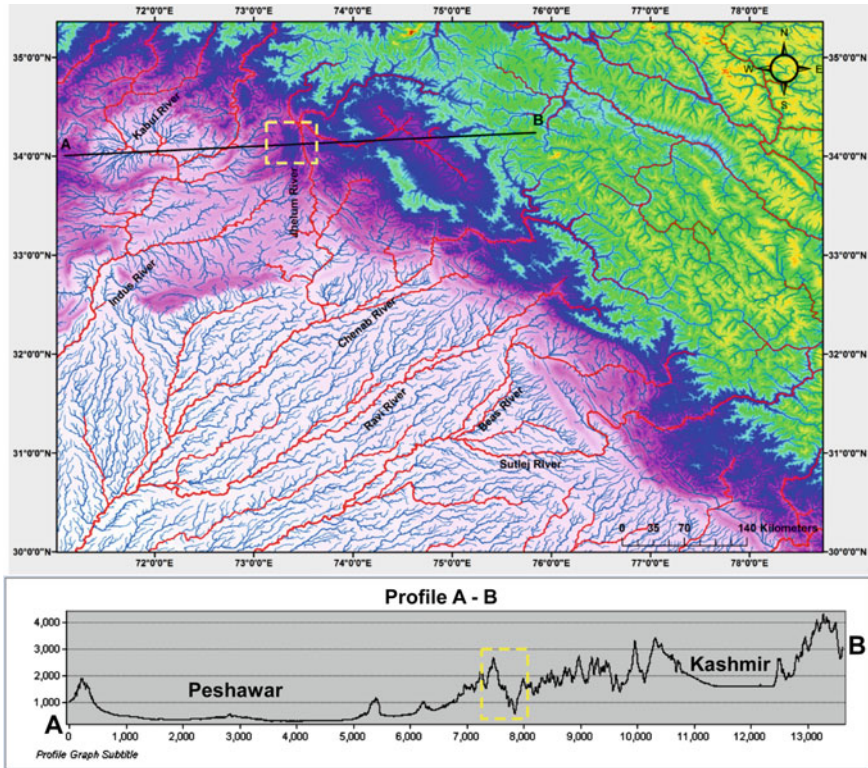 72°0'0"E 73°0'0"E 74°0'0"E 75°0'0"E 76°0'0"E 77°0'0"E 78°0'0"E
35°0'0"N 35°0'0"N
N
W E
S
Kabul River
A B
34°0'0"N 34°0'0"N
Jhelum River
33°0'0"N 33°0'0"N
Indus River
Chenab River
32°0'0"N 32°0'0"N
Ravi River
Beas River
31°0'0"N 31°0'0"N
Sutlej River
0 35 70 140 Kilometers
30°0'0"N 30°0'0"N
72°0'0"E 73°0'0"E 74°0'0"E 75°0'0"E 76°0'0"E 77°0'0"E 78°0'0"E
Profile A - B
4,000
3,000
2,000
1,000
Peshawar
Kashmir
A
B
0 1,000 2,000 3,000 4,000 5,000 6,000 7,000 8,000 9,000 10,000 11,000 12,000 13,000
Profile Graph Subtitle